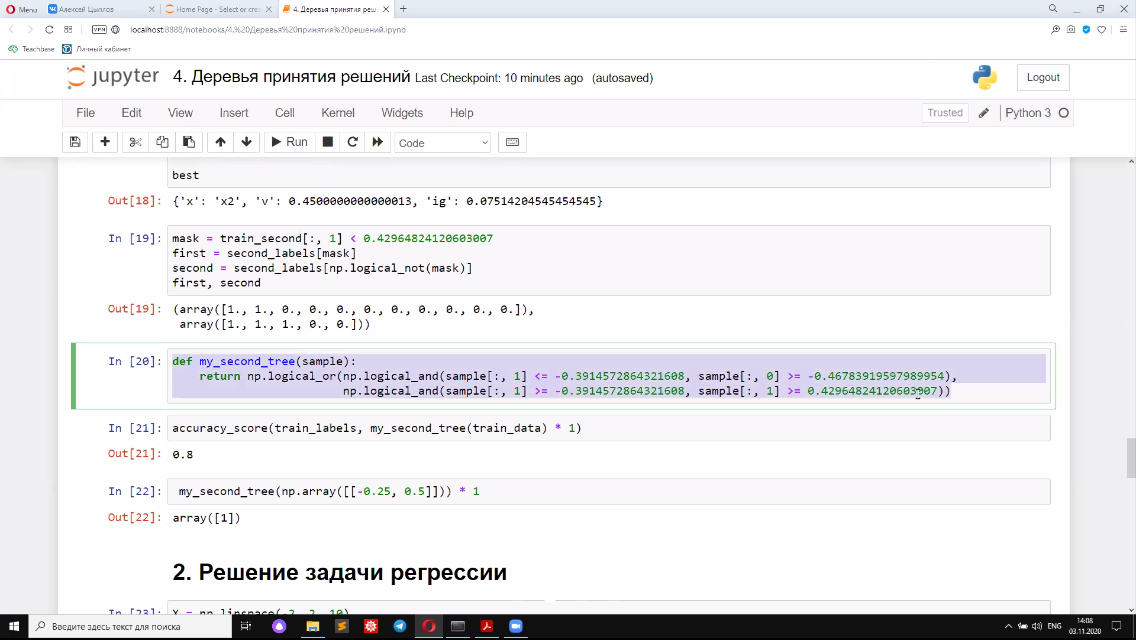 Menu
Алексей Цыплов
Home Page - Select or cre
4. Деревья принятия реш
VPN
localhost:8888/notebooks/4.%20Деревья%20принятия%20решений.ipynb
Teachbase
Личный кабинет
jupyter 4. Деревья принятия решений Last Checkpoint: 10 minutes ago (autosaved)
Logout
File Edit View Insert Cell Kernel Widgets Help
Trusted
Python 3
Run
Code
best
Out[18]: {'x': 'x2', 'v': 0.4500000000000013, 'ig': 0.07514204545454545}
In [19]: mask = train_second[:, 1] < 0.42964824120603007
first = second_labels[mask]
second = second_labels[np.logical_not(mask)]
first, second
Out[19]: (array([1., 1., 0., 0., 0., 0., 0., 0., 0., 0., 0.]),
array([1., 1., 1., 0., 0.]))
In [20]: def my_second_tree(sample):
return np.logical_or(np.logical_and(sample[:, 1] <= -0.3914572864321608, sample[:, 0] >= -0.46783919597989954),
np.logical_and(sample[:, 1] >= -0.3914572864321608, sample[:, 1] >= 0.42964824120603007))
In [21]: accuracy_score(train_labels, my_second_tree(train_data) * 1)
Out[21]: 0.8
In [22]: my_second_tree(np.array([[-0.25, 0.5]])) * 1
Out[22]: array([1])
2. Решение задачи регрессии
In [23]: X = np.linspace(-2, 2, 10)
Введите здесь текст для поиска
ENG
14:08
03.11.2020